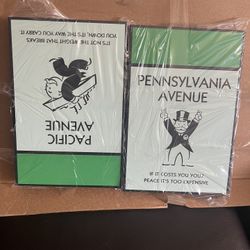 PACIFIC
AVENUE
IT'S NOT THE WEIGHT THAT BREAKS
YOU DOWN, IT'S THE WAY YOU CARRY IT
PENNSYLVANIA
AVENUE
IF IT COSTS YOU YOUR
PEACE IT'S TOO EXPENSIVE